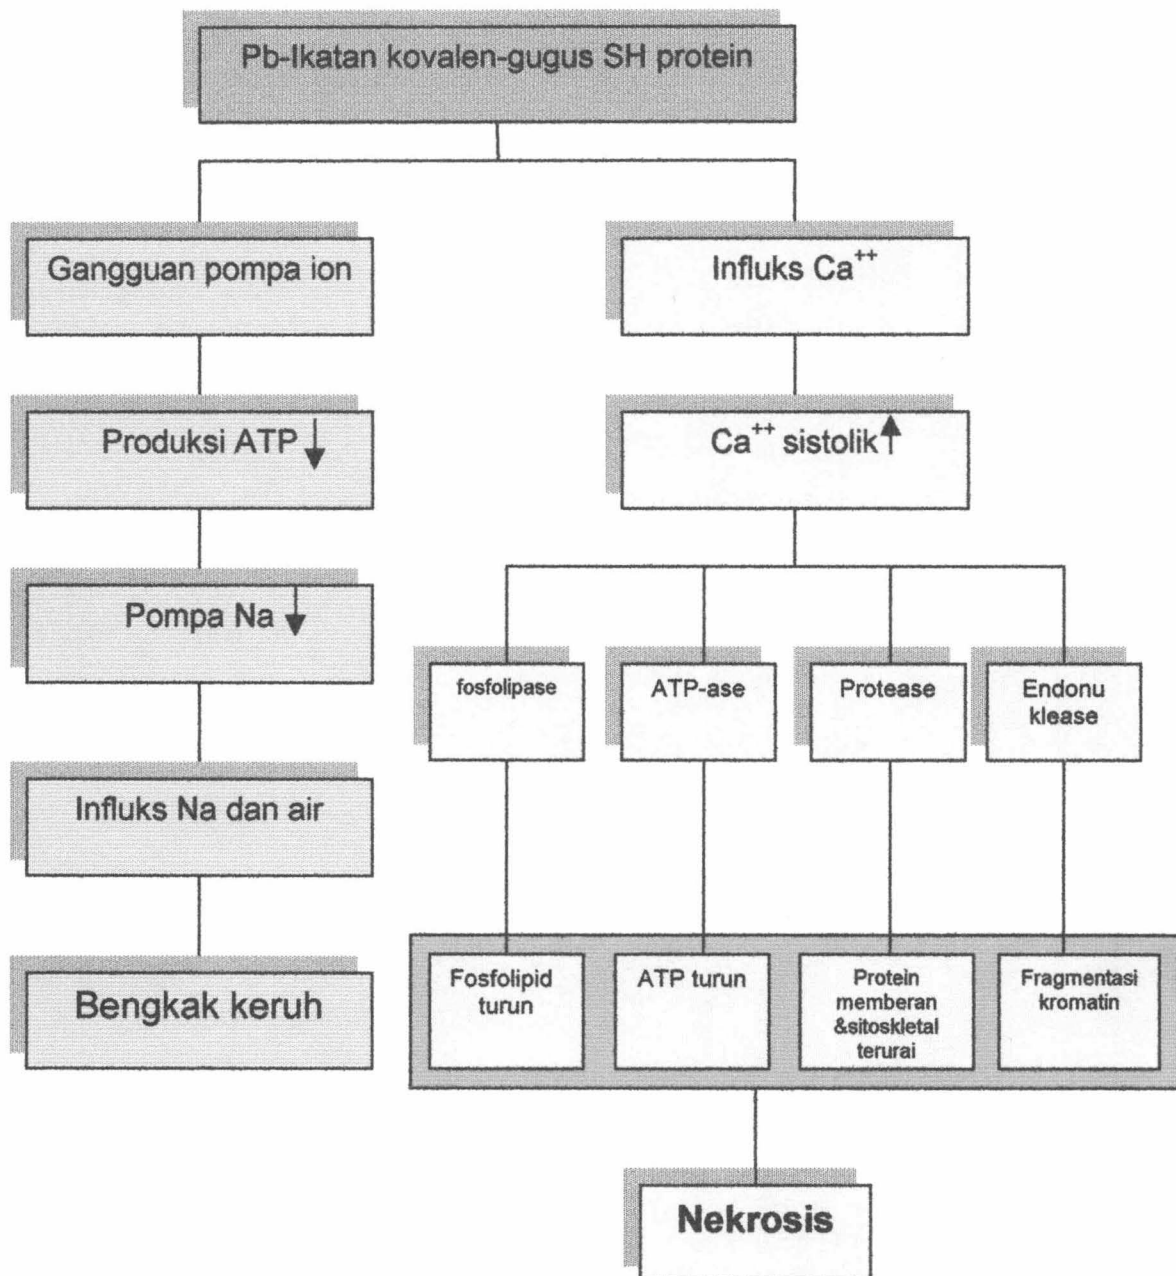 Pb-Ikatan kovalen-gugus SH protein
Gangguan pompa ion
Produksi ATP ↓
Pompa Na ↓
Influks Na dan air
Bengkak keruh
Influks Ca⁺⁺
Ca⁺⁺ sistolik ↑
fosfolipase
ATP-ase
Protease
Endonu
klease
Fosfolipid
turun
ATP turun
Protein
memberan
&sitoskletal
terurai
Fragmentasi
kromatin
Nekrosis